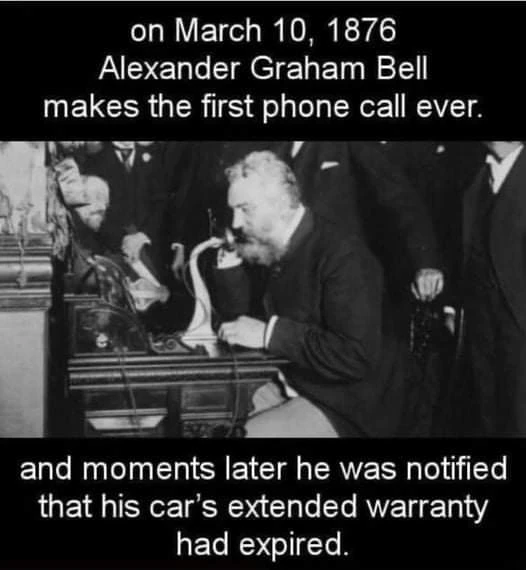 on March 10, 1876
Alexander Graham Bell
makes the first phone call ever.
and moments later he was notified
that his car's extended warranty
had expired.